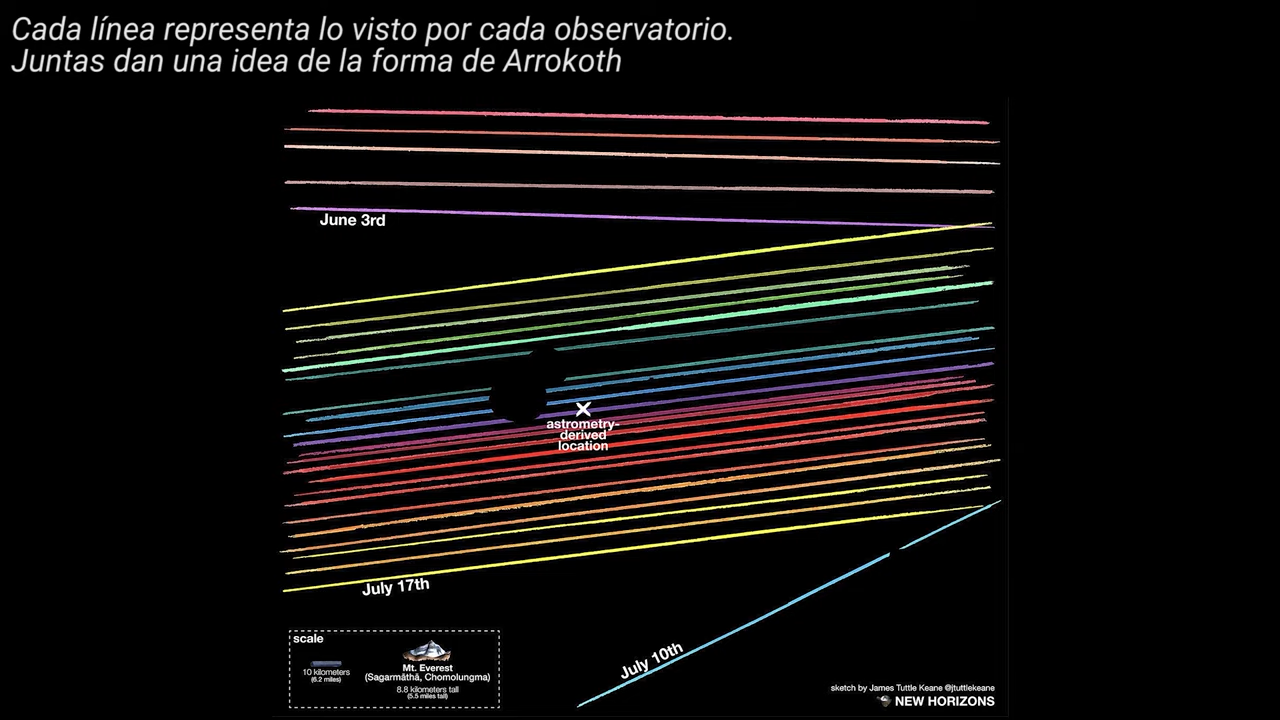 Cada línea representa lo visto por cada observatorio.
Juntas dan una idea de la forma de Arrokoth
June 3rd
astrometry-
derived
location
July 17th
July 10th
scale
10 kilometers
(6.2 miles)
Mt. Everest
(Sagarmāthā, Chomolungma)
8.8 kilometers tall
(5.5 miles tall)
sketch by James Tuttle Keane @jtuttlekeane
NEW HORIZONS